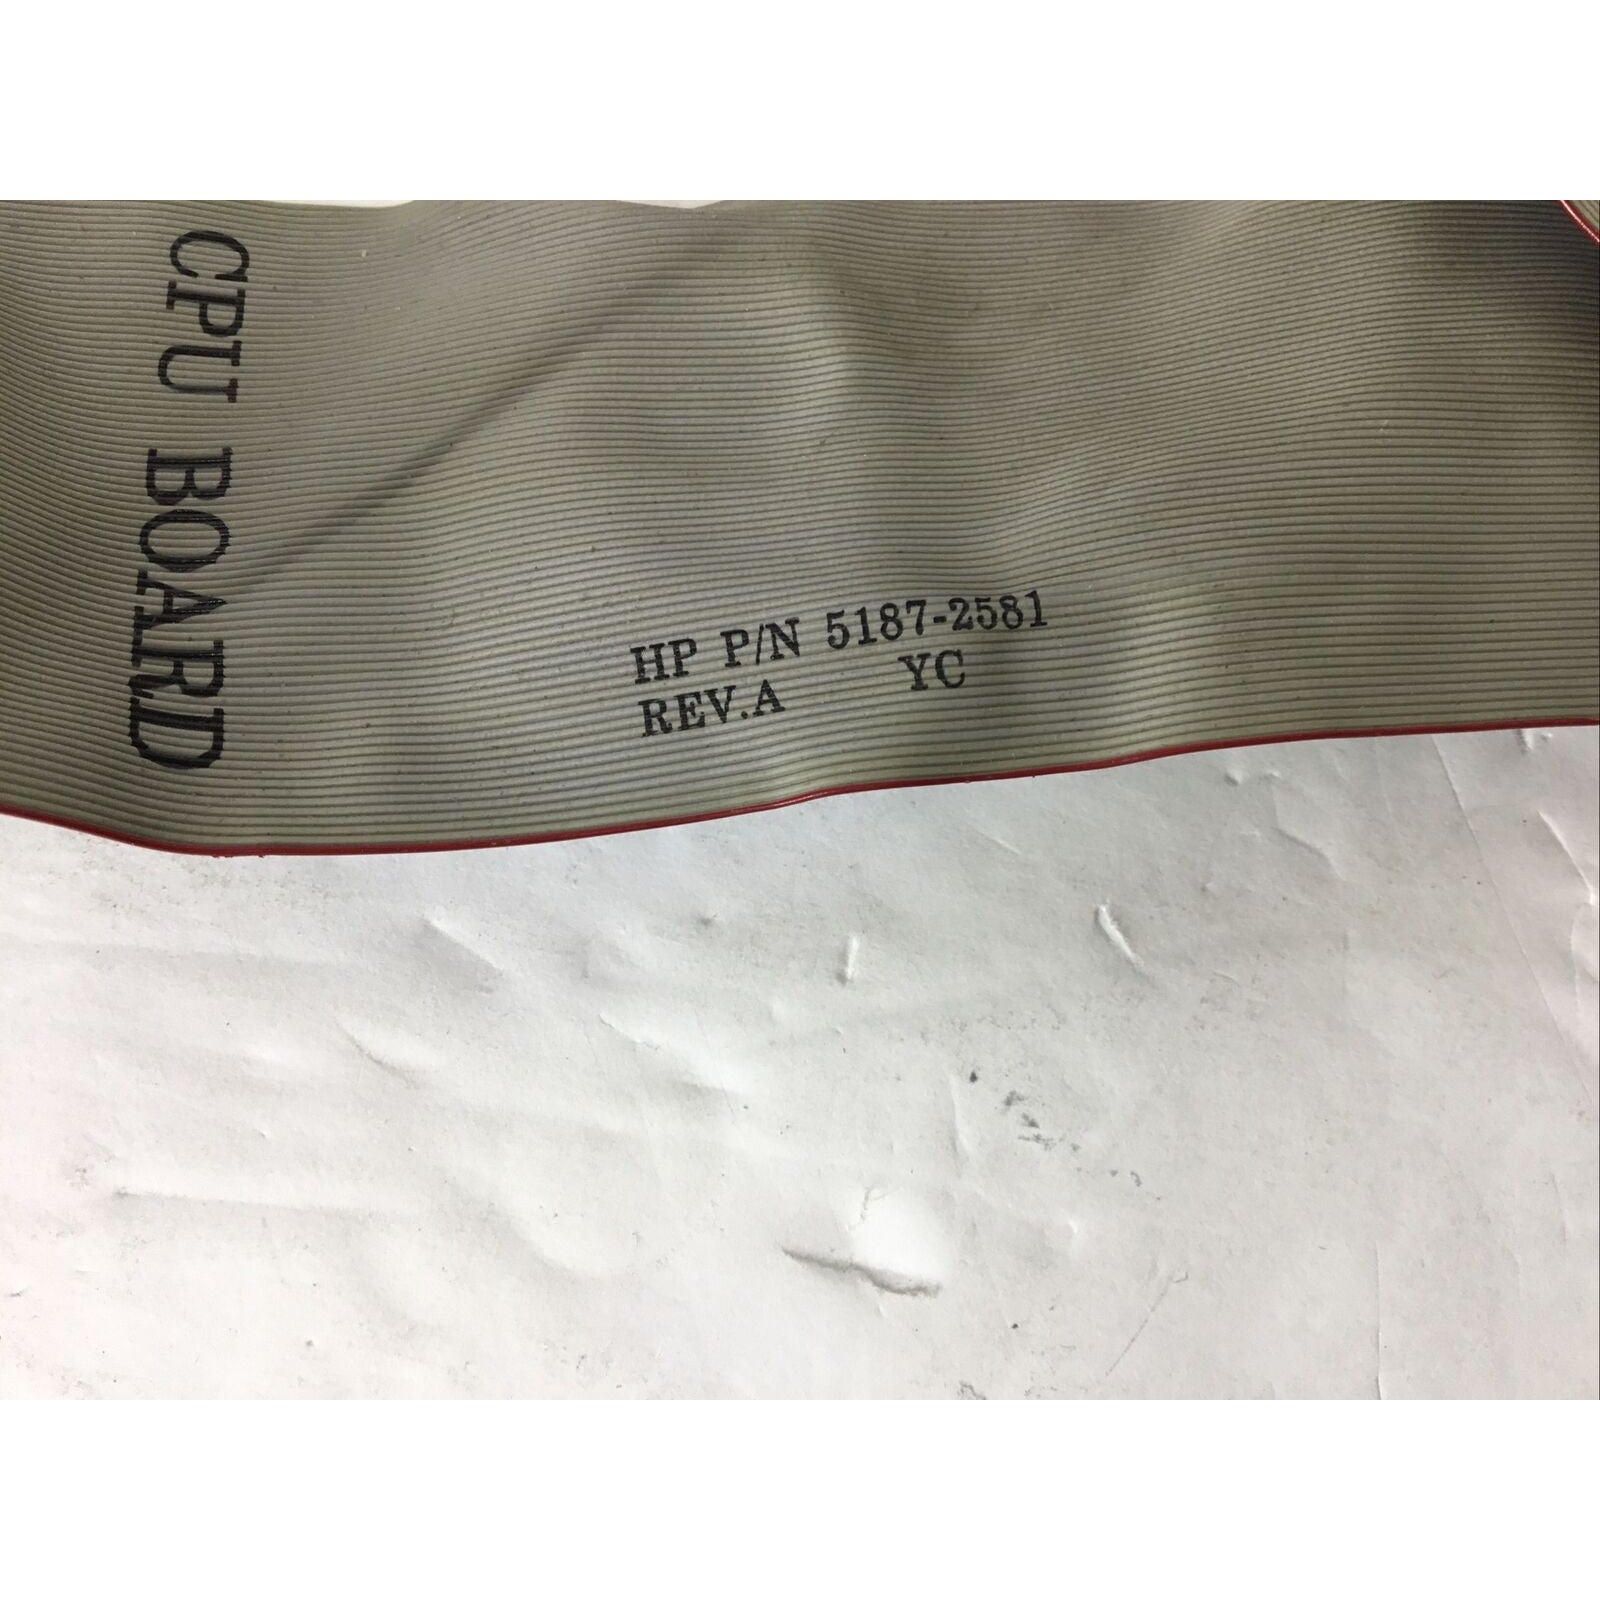 CPU BOARD
HP P/N 5187-2581
REV.A YC